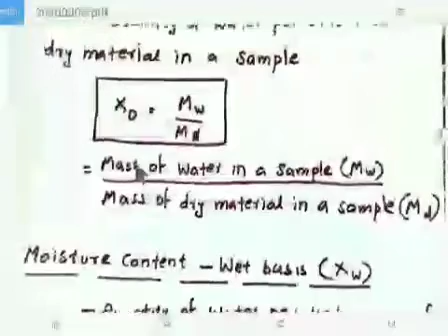 dry material in a sample
X_D = M_w / M_d
= Mass of Water in a sample (M_w)
Mass of dry material in a sample (M_d)
Moisture Content - Wet basis (X_w)